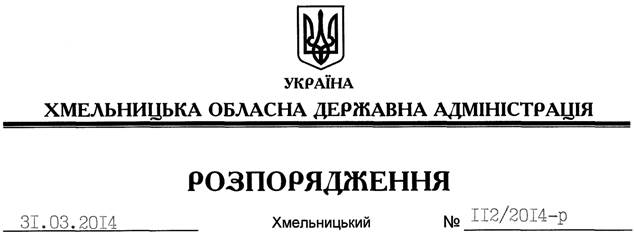 УКРАЇНА
ХМЕЛЬНИЦЬКА ОБЛАСНА ДЕРЖАВНА АДМІНІСТРАЦІЯ
РОЗПОРЯДЖЕННЯ
31.03.2014 Хмельницький № 112/2014-р